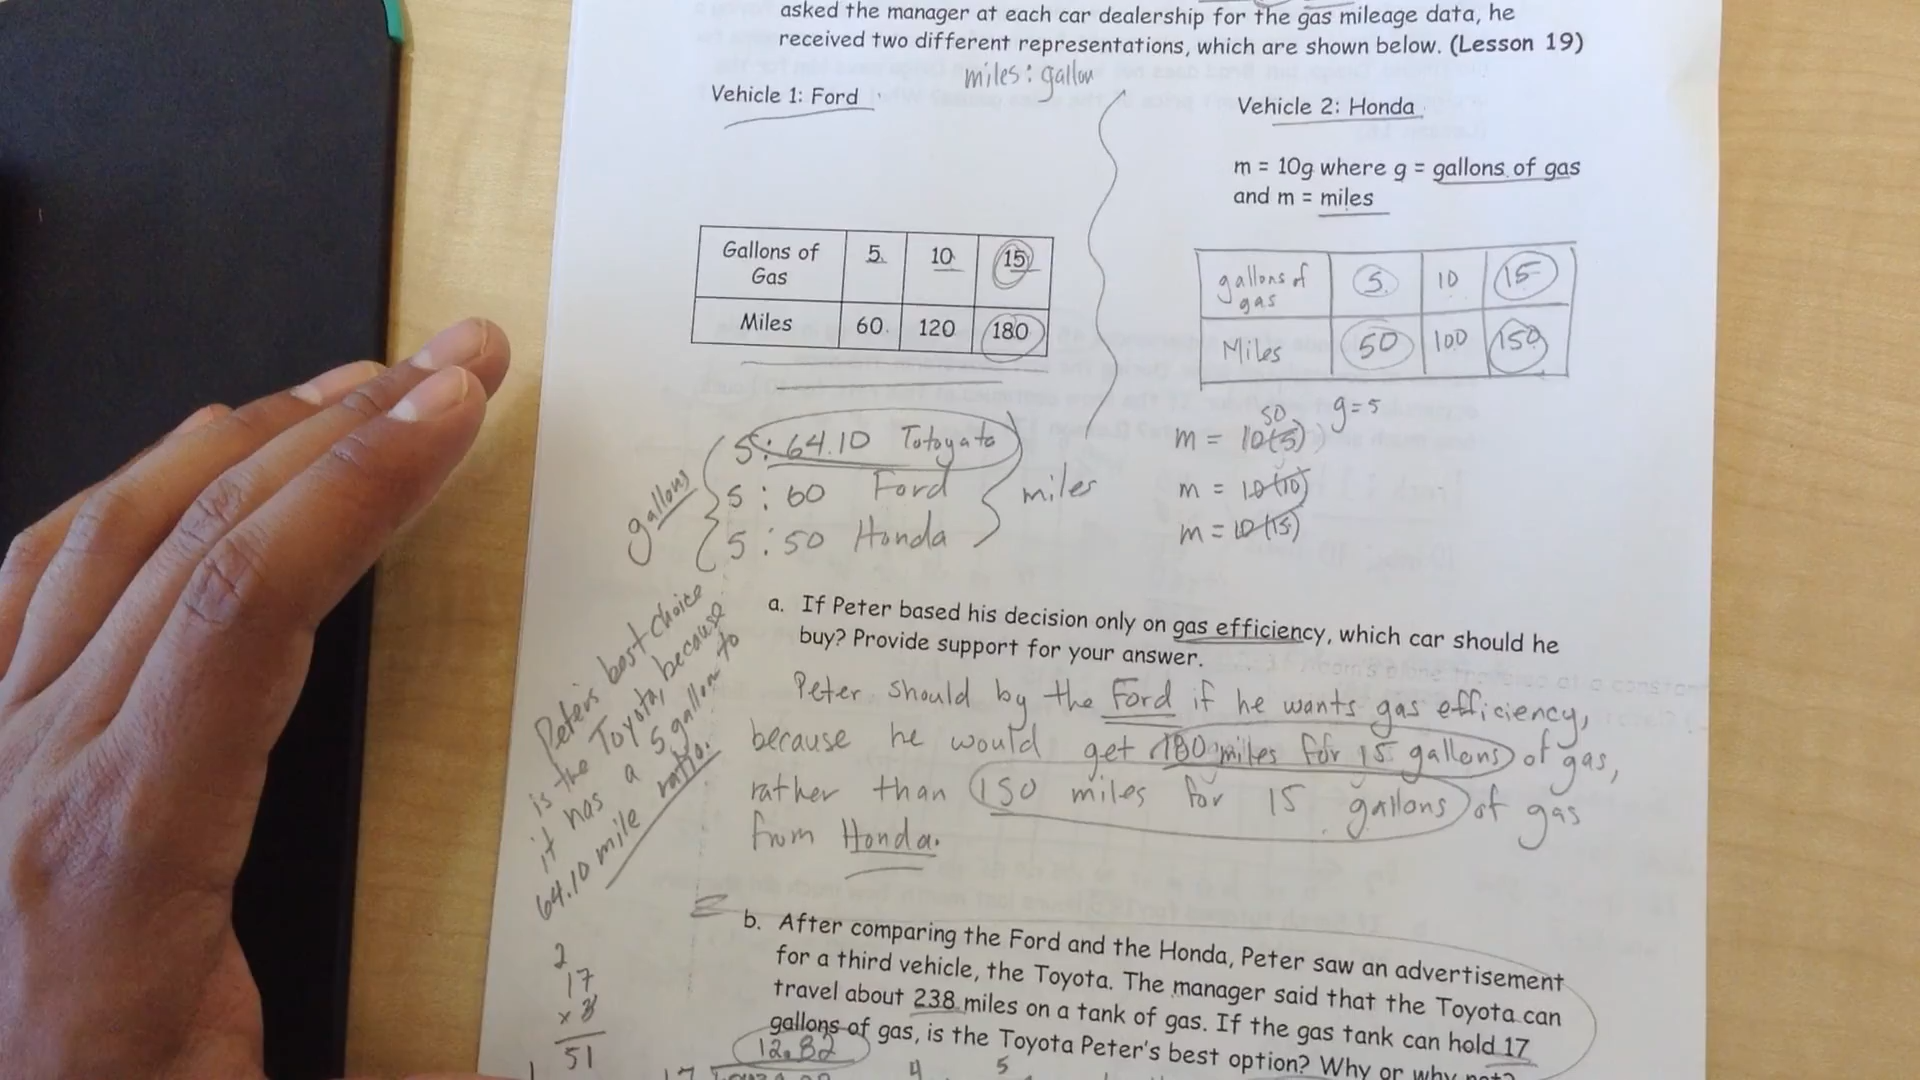 asked the manager at each car dealership for the gas mileage data, he
received two different representations, which are shown below. (Lesson 19)
miles : gallon
Vehicle 1: Ford
Vehicle 2: Honda
m = 10g where g = gallons of gas
and m = miles
Gallons of Gas 5 10 15
Miles 60 120 180
gallons of gas 5 10 15
Miles 50 100 150
50 g=5
m = 10(5)
m = 10(10)
m = 10(15)
gallons
5 : 64.10 Totoyato
5 : 60 Ford
5 : 50 Honda
miles
a. If Peter based his decision only on gas efficiency, which car should he
buy? Provide support for your answer.
Peter should by the Ford if he wants gas efficiency,
because he would get 180 miles for 15 gallons of gas,
rather than 150 miles for 15 gallons of gas
from Honda.
Peter's best choice
is the Toyota, because
it has a 5 gallon to
64.10 mile ratio.
b. After comparing the Ford and the Honda, Peter saw an advertisement
for a third vehicle, the Toyota. The manager said that the Toyota can
travel about 238 miles on a tank of gas. If the gas tank can hold 17
gallons of gas, is the Toyota Peter's best option? Why or why not?
2
17
x 3
51
12.82
17
4 5